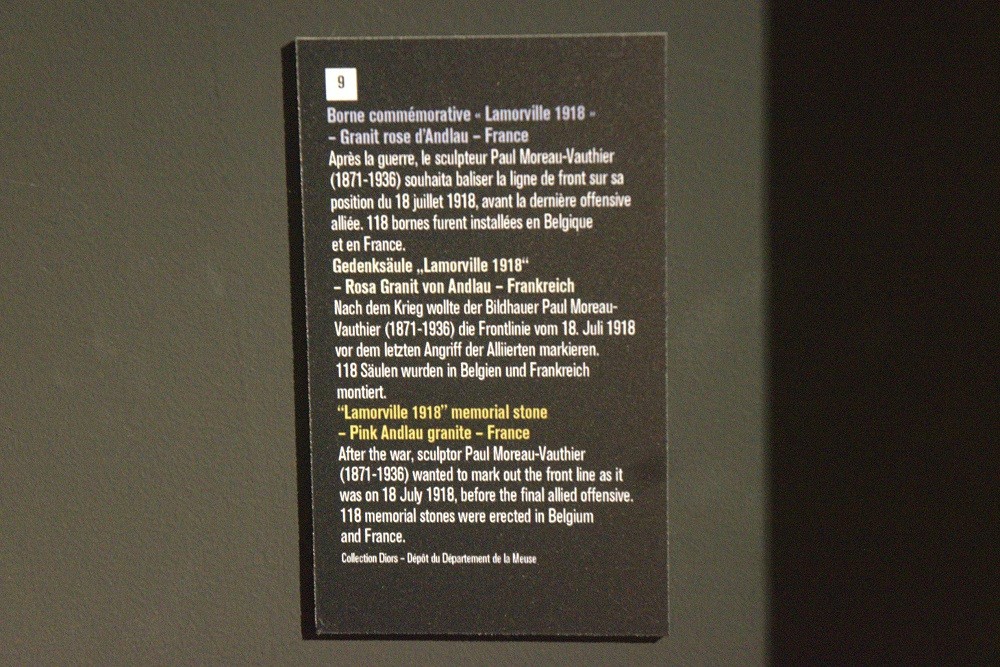 9
Borne commémorative « Lamorville 1918 »
– Granit rose d'Andlau – France
Après la guerre, le sculpteur Paul Moreau-Vauthier
(1871-1936) souhaita baliser la ligne de front sur sa
position du 18 juillet 1918, avant la dernière offensive
alliée. 118 bornes furent installées en Belgique
et en France.
Gedenksäule „Lamorville 1918“
– Rosa Granit von Andlau – Frankreich
Nach dem Krieg wollte der Bildhauer Paul Moreau-
Vauthier (1871-1936) die Frontlinie vom 18. Juli 1918
vor dem letzten Angriff der Alliierten markieren.
118 Säulen wurden in Belgien und Frankreich
montiert.
“Lamorville 1918” memorial stone
– Pink Andlau granite – France
After the war, sculptor Paul Moreau-Vauthier
(1871-1936) wanted to mark out the front line as it
was on 18 July 1918, before the final allied offensive.
118 memorial stones were erected in Belgium
and France.
Collection Diors – Dépôt du Département de la Meuse